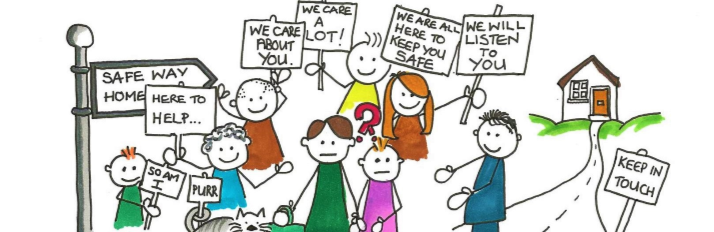 SAFE WAY
HOME
HERE TO
HELP...
SO AM
I
PURR
WE CARE
ABOUT
YOU.
WE CARE
A
LOT!
?
WE ARE ALL
HERE TO
KEEP YOU
SAFE
WE WILL
LISTEN
TO
YOU
KEEP IN
TOUCH